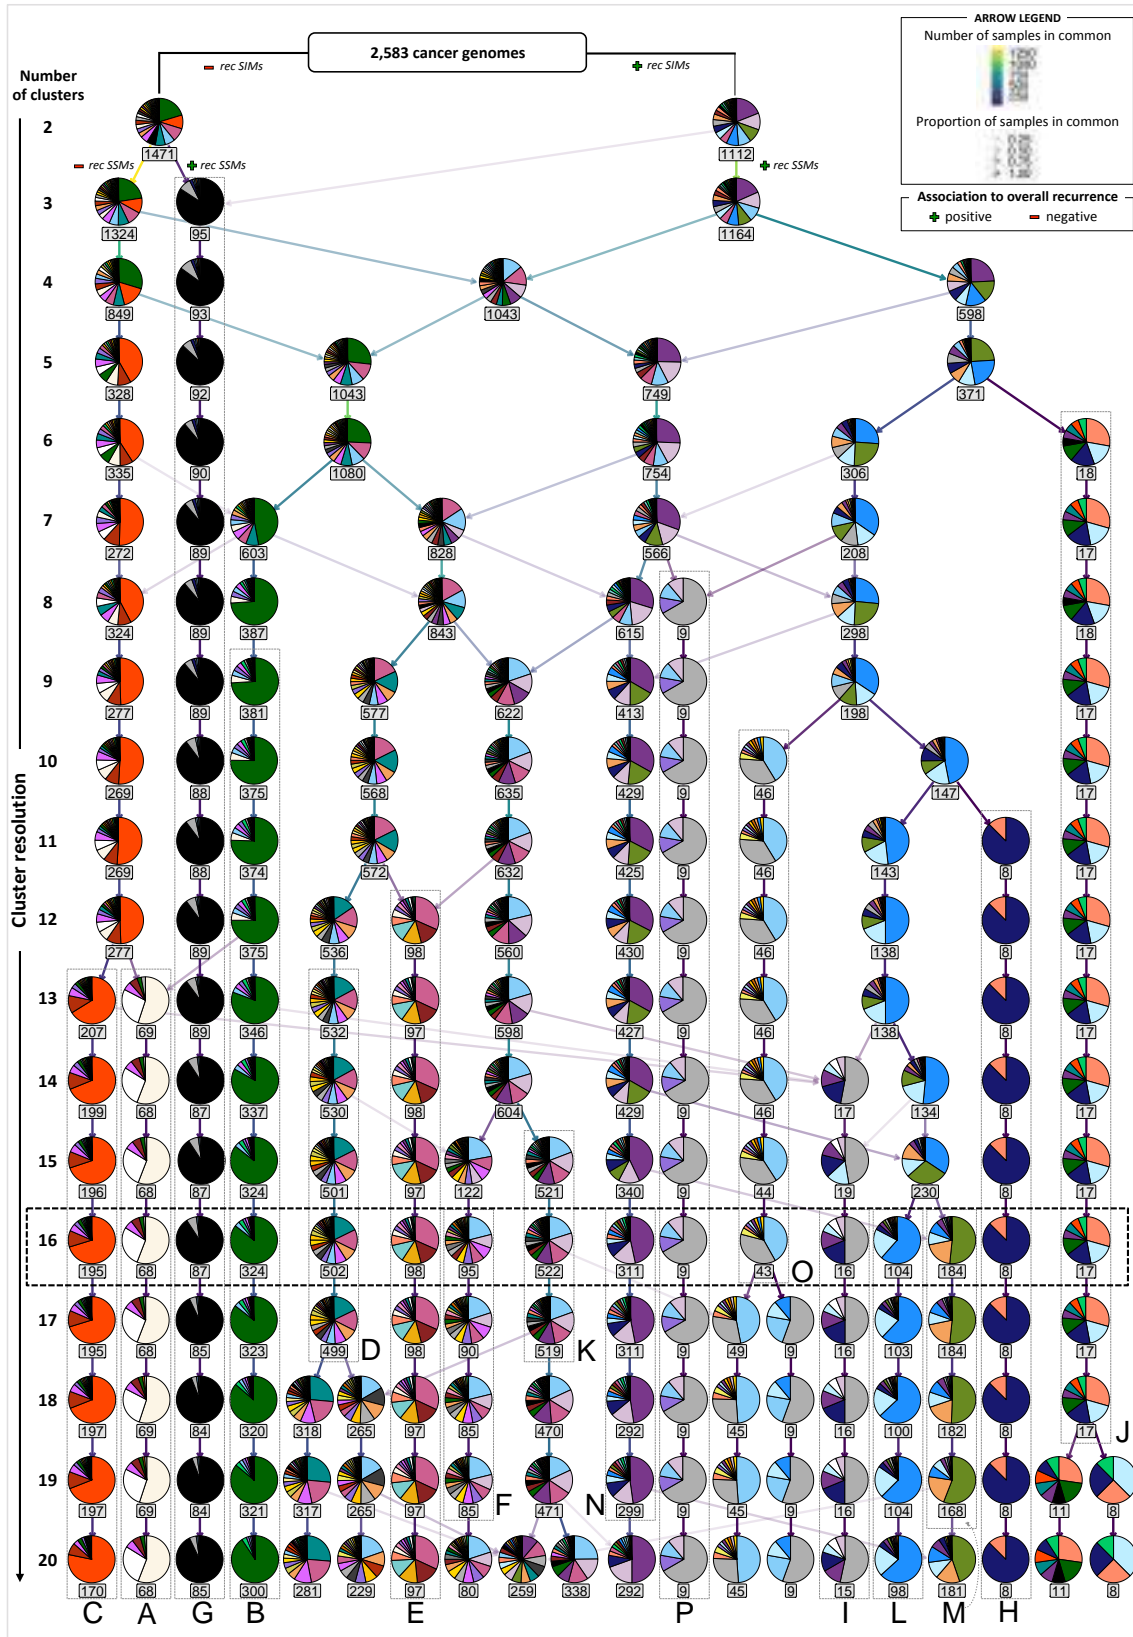 2,583 cancer genomes
rec SIMs
rec SIMs
ARROW LEGEND
Number of samples in common
Proportion of samples in common
Association to overall recurrence
positive negative
Number
of clusters
Cluster resolution
2
1471 1112
rec SSMs rec SSMs rec SSMs
3
1324 95 1164
4
849 93 1043 598
5
328 92 1043 749 371
6
335 90 1080 754 306 18
7
272 89 603 828 566 208 17
8
324 89 387 843 615 9 298 18
9
277 89 381 577 622 413 9 198 17
10
269 88 375 568 635 429 9 46 147 17
11
269 88 374 572 632 425 9 46 143 8 17
12
277 89 375 536 98 560 430 9 46 138 8 17
13
207 69 89 346 532 97 598 427 9 46 138 8 17
14
199 68 87 337 530 98 604 429 9 46 17 134 8 17
15
196 68 87 324 501 97 122 521 340 9 44 19 230 8 17
16
195 68 87 324 502 98 95 522 311 9 43 O 16 104 184 8 17
17
195 68 85 323 499 D 98 90 519 K 311 9 49 9 16 103 184 8 17
18
197 69 84 320 318 265 97 85 470 292 9 45 9 16 100 182 8 17 J
19
197 69 84 321 317 265 97 85 F 471 N 299 9 45 9 16 104 168 8 11 8
20
170 68 85 300 281 229 97 80 259 338 292 9 45 9 15 98 181 8 11 8
C A G B E P I L M H